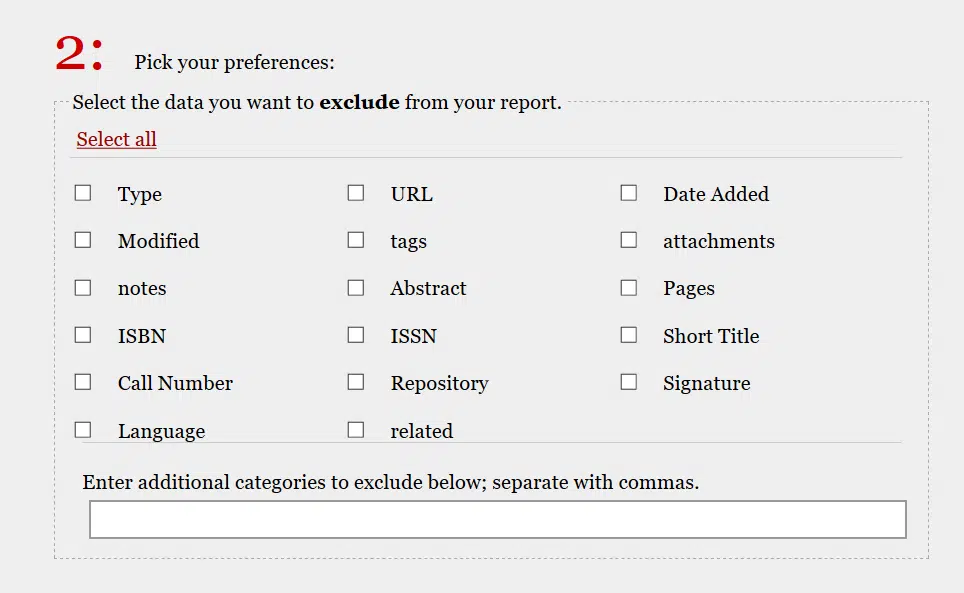 2: Pick your preferences:
Select the data you want to exclude from your report.
Select all
Type URL Date Added
Modified tags attachments
notes Abstract Pages
ISBN ISSN Short Title
Call Number Repository Signature
Language related
Enter additional categories to exclude below; separate with commas.